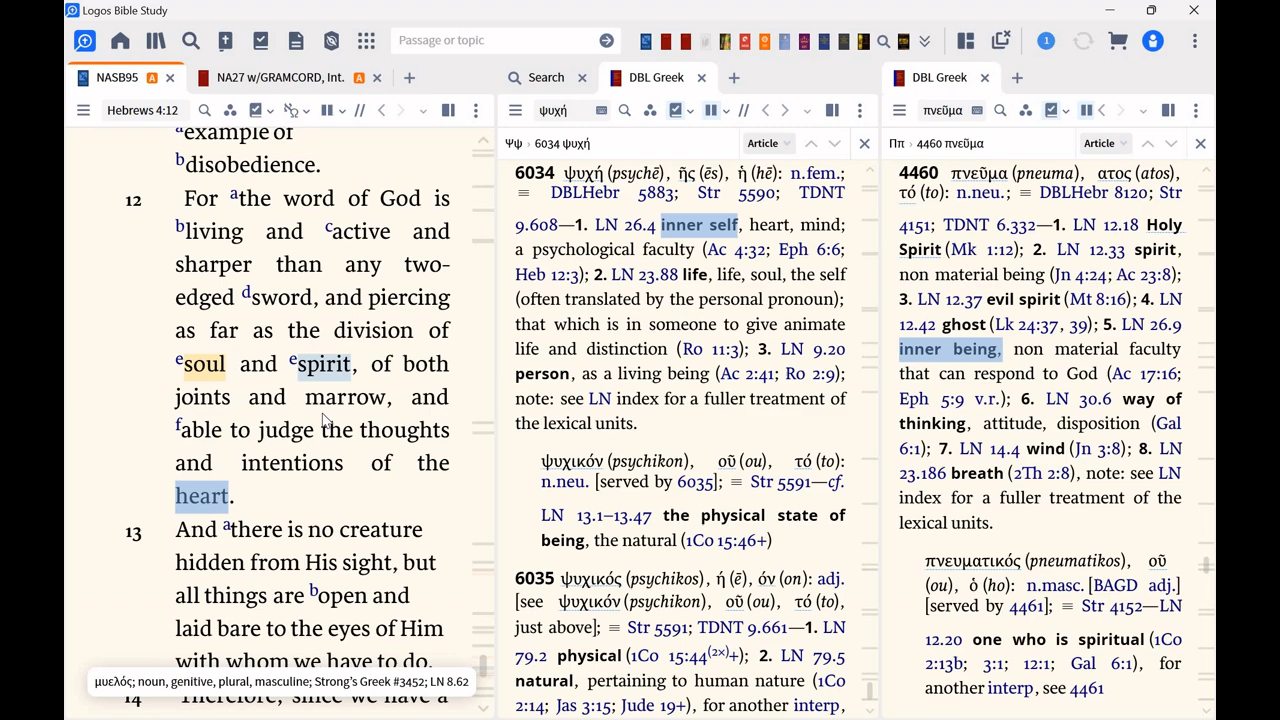 Logos Bible Study
Passage or topic
1
NASB95 A
NA27 w/GRAMCORD, Int. A
Search
DBL Greek
DBL Greek
Hebrews 4:12
ψυχή
πνεῦμα
aexample of
bdisobedience.
12 For athe word of God is
bliving and cactive and
sharper than any two-
edged dsword, and piercing
as far as the division of
esoul and espirit, of both
joints and marrow, and
fable to judge the thoughts
and intentions of the
heart.
13 And athere is no creature
hidden from His sight, but
all things are bopen and
laid bare to the eyes of Him
with whom we have to do.
14 Therefore, since we have a
μυελός; noun, genitive, plural, masculine; Strong's Greek #3452; LN 8.62
Ψψ › 6034 ψυχή
Article
6034 ψυχή (psychē), ῆς (ēs), ἡ (hē): n.fem.;
≡ DBLHebr 5883; Str 5590; TDNT
9.608—1. LN 26.4 inner self, heart, mind;
a psychological faculty (Ac 4:32; Eph 6:6;
Heb 12:3); 2. LN 23.88 life, life, soul, the self
(often translated by the personal pronoun);
that which is in someone to give animate
life and distinction (Ro 11:3); 3. LN 9.20
person, as a living being (Ac 2:41; Ro 2:9);
note: see LN index for a fuller treatment of
the lexical units.
ψυχικόν (psychikon), οῦ (ou), τό (to):
n.neu. [served by 6035]; ≡ Str 5591—cf.
LN 13.1–13.47 the physical state of
being, the natural (1Co 15:46+)
6035 ψυχικός (psychikos), ή (ē), όν (on): adj.
[see ψυχικόν (psychikon), οῦ (ou), τό (to),
just above]; ≡ Str 5591; TDNT 9.661—1. LN
79.2 physical (1Co 15:44(2x)+); 2. LN 79.5
natural, pertaining to human nature (1Co
2:14; Jas 3:15; Jude 19+), for another interp,
Ππ › 4460 πνεῦμα
Article
4460 πνεῦμα (pneuma), ατος (atos),
τό (to): n.neu.; ≡ DBLHebr 8120; Str
4151; TDNT 6.332—1. LN 12.18 Holy
Spirit (Mk 1:12); 2. LN 12.33 spirit,
non material being (Jn 4:24; Ac 23:8);
3. LN 12.37 evil spirit (Mt 8:16); 4. LN
12.42 ghost (Lk 24:37, 39); 5. LN 26.9
inner being, non material faculty
that can respond to God (Ac 17:16;
Eph 5:9 v.r.); 6. LN 30.6 way of
thinking, attitude, disposition (Gal
6:1); 7. LN 14.4 wind (Jn 3:8); 8. LN
23.186 breath (2Th 2:8), note: see LN
index for a fuller treatment of the
lexical units.
πνευματικός (pneumatikos), οῦ
(ou), ὁ (ho): n.masc. [BAGD adj.]
[served by 4461]; ≡ Str 4152—LN
12.20 one who is spiritual (1Co
2:13b; 3:1; 12:1; Gal 6:1), for
another interp, see 4461